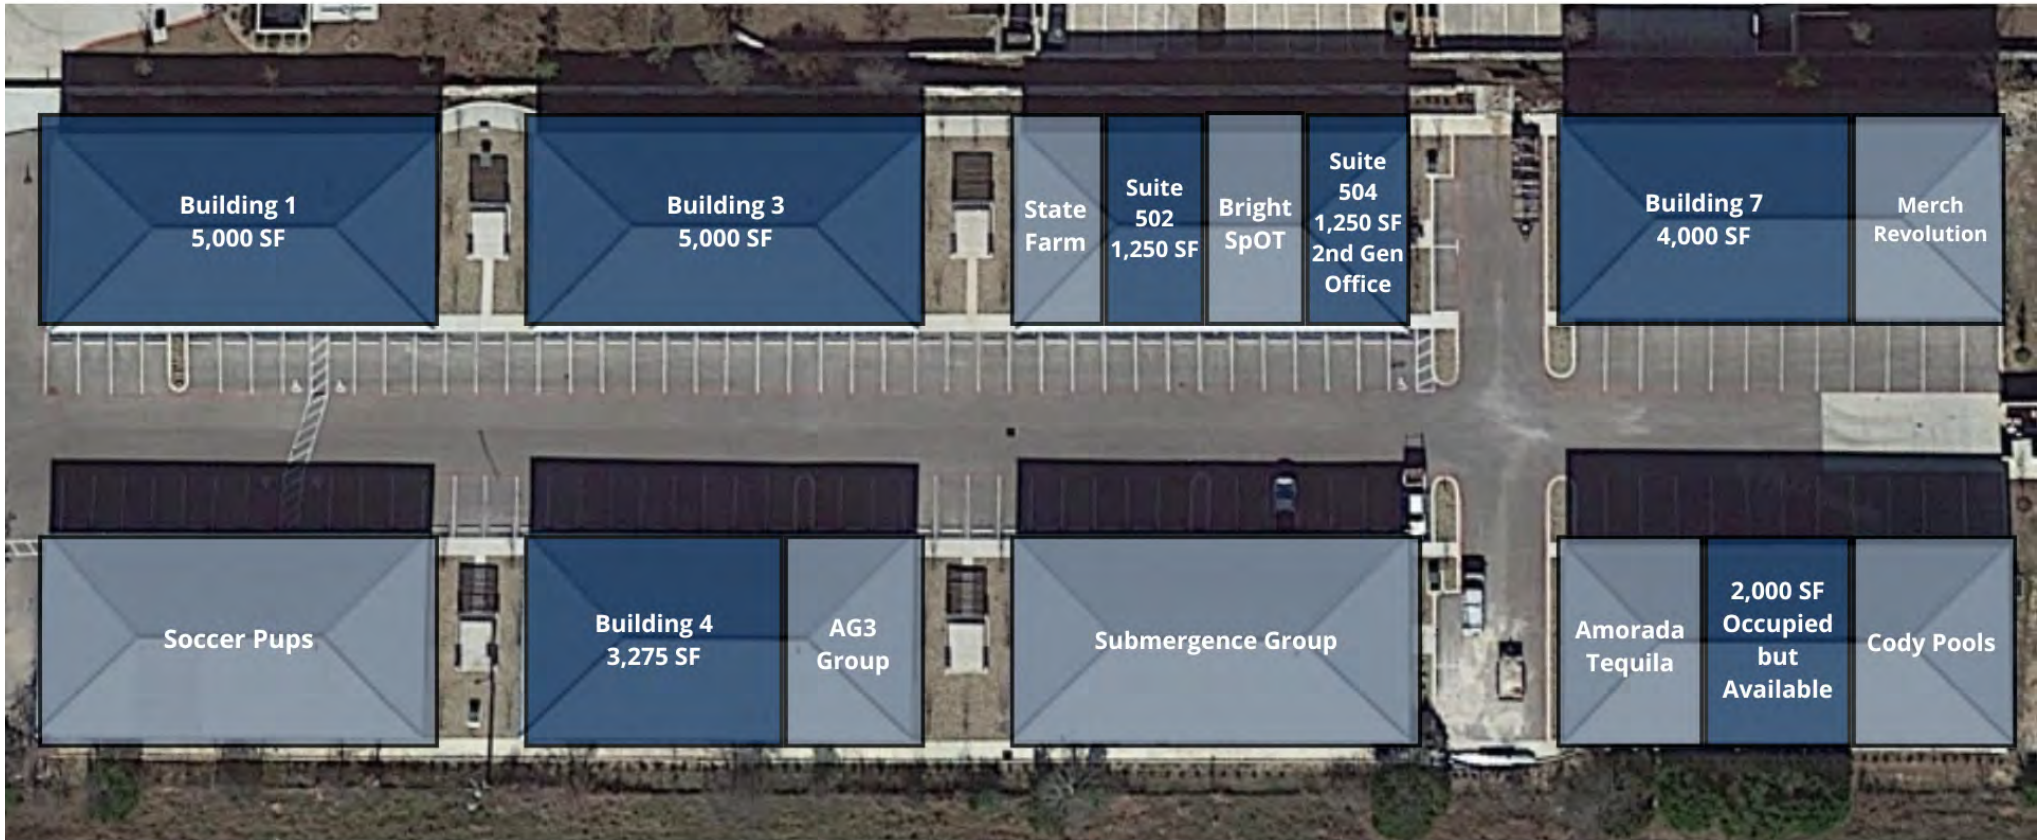 Building 1
5,000 SF
Building 3
5,000 SF
State
Farm
Suite
502
1,250 SF
Bright
SpOT
Suite
504
1,250 SF
2nd Gen
Office
Building 7
4,000 SF
Merch
Revolution
Soccer Pups
Building 4
3,275 SF
AG3
Group
Submergence Group
Amorada
Tequila
2,000 SF
Occupied
but
Available
Cody Pools